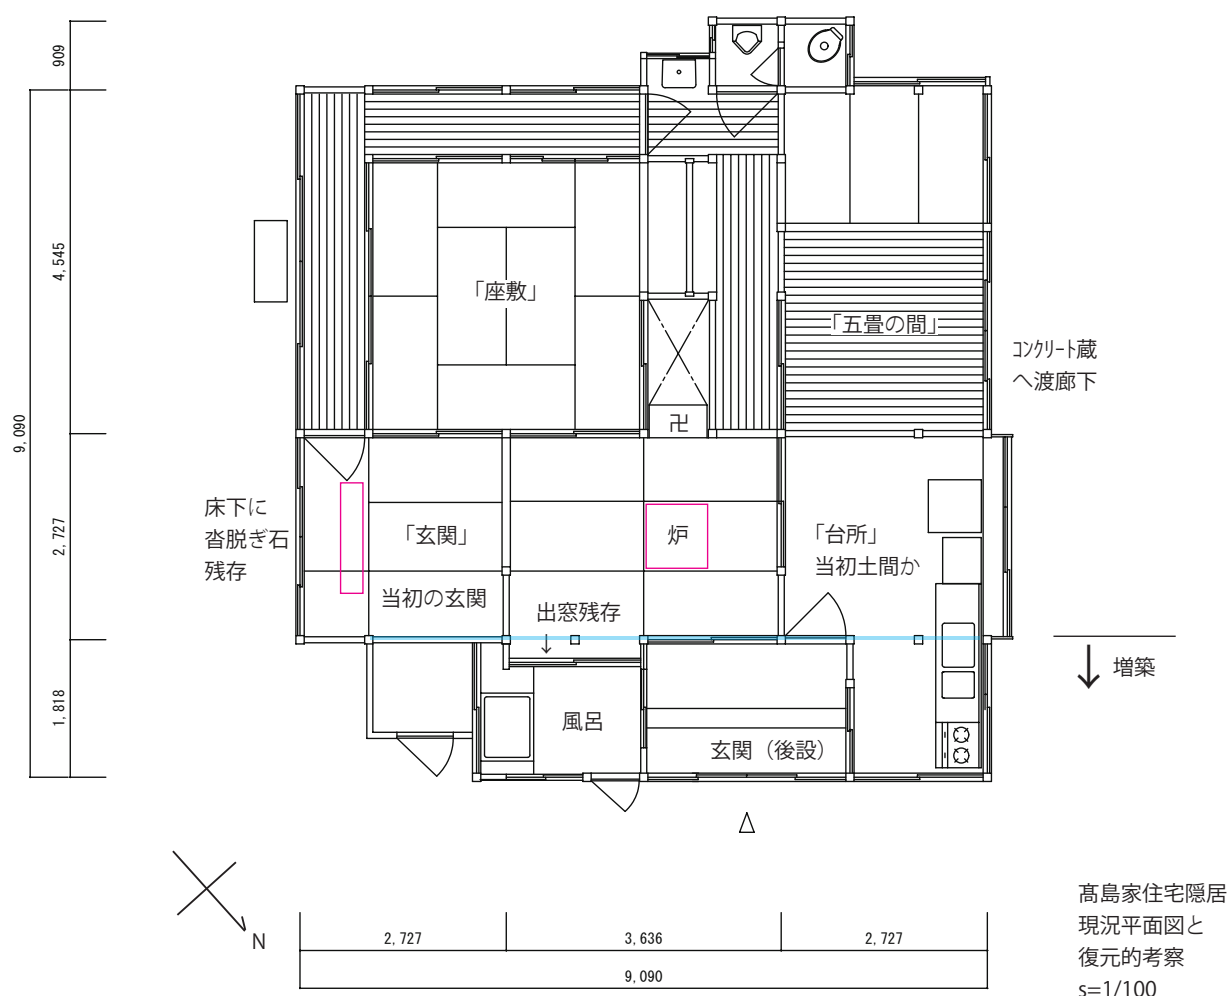 909
4,545
9,090
2,727
1,818
「座敷」
「五畳の間」
コンクリート蔵
へ渡廊下
卍
床下に
沓脱ぎ石
残存
「玄関」
当初の玄関
炉
出窓残存
↓
「台所」
当初土間か
増築
風呂
玄関（後設）
N
2,727
3,636
2,727
9,090
髙島家住宅隠居
現況平面図と
復元的考察
s=1/100